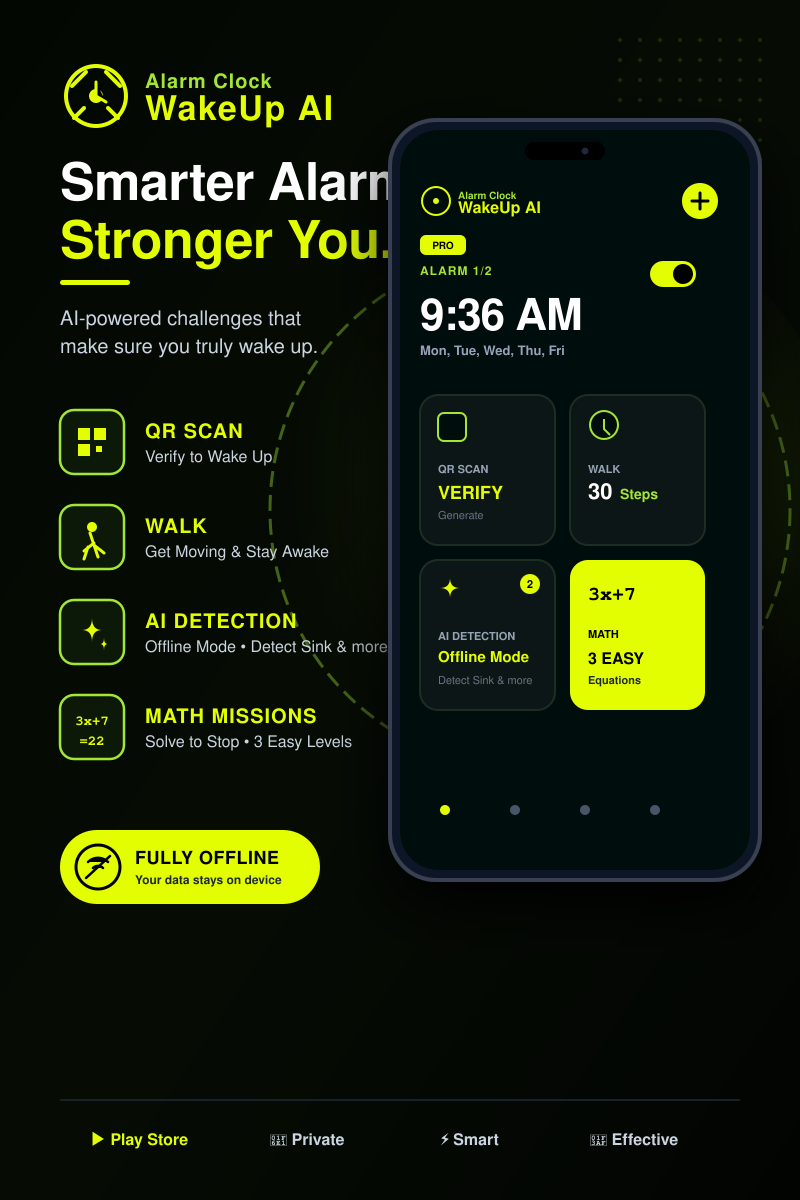 Alarm Clock
WakeUp AI
Smarter Alarm
Stronger You.
AI-powered challenges that
make sure you truly wake up.
QR SCAN
Verify to Wake Up
WALK
Get Moving & Stay Awake
AI DETECTION
Offline Mode • Detect Sink & more
3x+7
=22
MATH MISSIONS
Solve to Stop • 3 Easy Levels
FULLY OFFLINE
Your data stays on device
Alarm Clock
WakeUp AI
PRO
ALARM 1/2
9:36 AM
Mon, Tue, Wed, Thu, Fri
QR SCAN
VERIFY
Generate
WALK
30 Steps
2
AI DETECTION
Offline Mode
Detect Sink & more
3x+7
MATH
3 EASY
Equations
▶ Play Store
Private
⚡ Smart
Effective